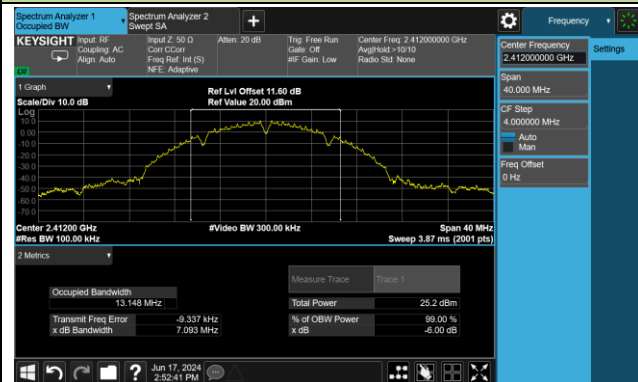 Spectrum Analyzer 1
Occupied BW
Spectrum Analyzer 2
Swept SA
+
Frequency
KEYSIGHT
Input: RF
Coupling: AC
Align: Auto
Input Z: 50 Ω
Corr CCorr
Freq Ref: Int (S)
NFE: Adaptive
Atten: 20 dB
Trig: Free Run
Gate: Off
#IF Gain: Low
Center Freq: 2.412000000 GHz
Avg|Hold:>10/10
Radio Std: None
Center Frequency
2.412000000 GHz
Settings
Span
40.000 MHz
CF Step
4.000000 MHz
Auto
Man
Freq Offset
0 Hz
1 Graph
Scale/Div 10.0 dB
Ref Lvl Offset 11.60 dB
Ref Value 20.00 dBm
Log
10.0
0.00
-10.0
-20.0
-30.0
-40.0
-50.0
-60.0
-70.0
Center 2.41200 GHz
#Res BW 100.00 kHz
#Video BW 300.00 kHz
Span 40 MHz
Sweep 3.87 ms (2001 pts)
2 Metrics
Measure Trace
Trace 1
Occupied Bandwidth
13.148 MHz
Total Power
25.2 dBm
Transmit Freq Error
-9.337 kHz
% of OBW Power
99.00 %
x dB Bandwidth
7.093 MHz
x dB
-6.00 dB
?
Jun 17, 2024
2:52:41 PM